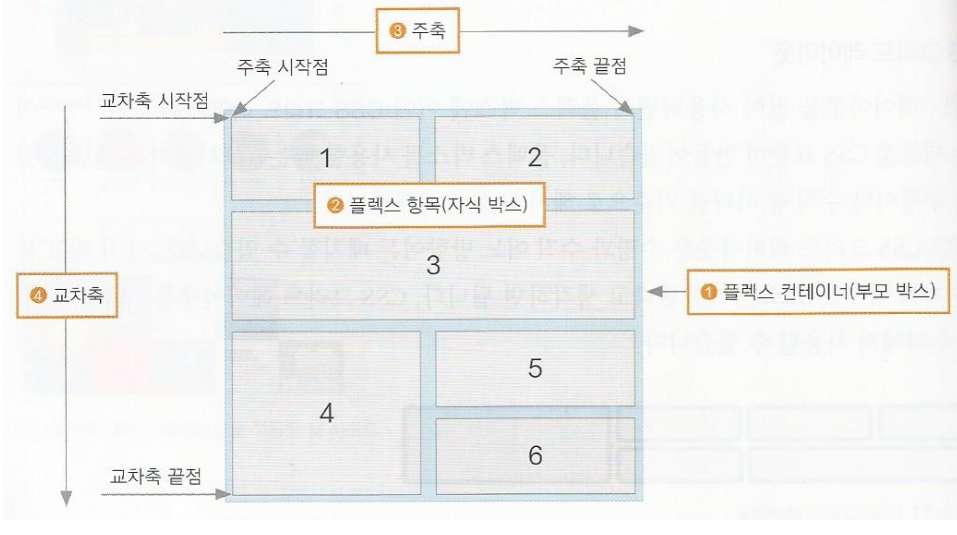 ❸ 주축
주축 시작점
주축 끝점
교차축 시작점
1
2
❷ 플렉스 항목(자식 박스)
3
❹ 교차축
❶ 플렉스 컨테이너(부모 박스)
5
4
6
교차축 끝점